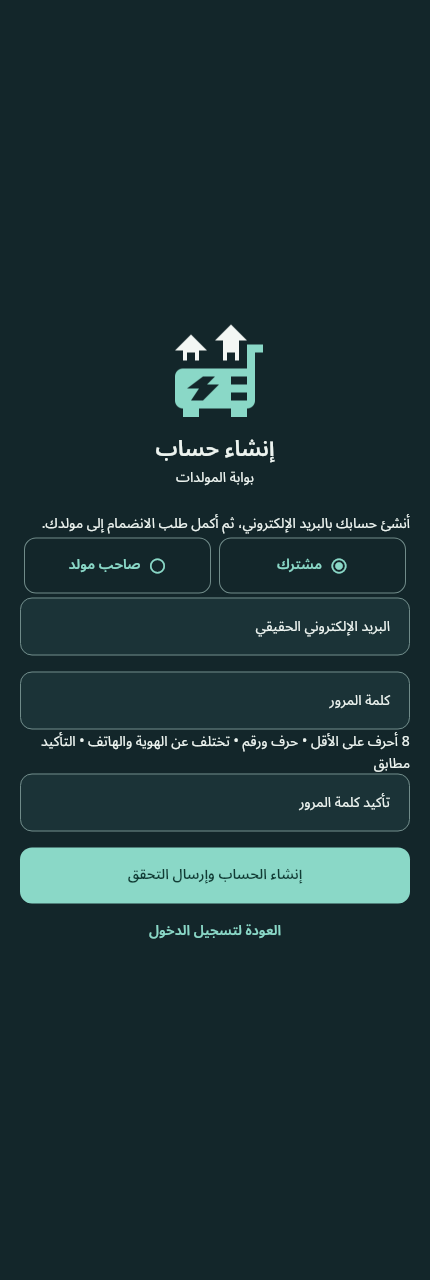 إنشاء حساب
بوابة المولدات
أنشئ حسابك بالبريد الإلكتروني، ثم أكمل طلب الانضمام إلى مولدك.
مشترك
صاحب مولد
البريد الإلكتروني الحقيقي
كلمة المرور
8 أحرف على الأقل • حرف ورقم • تختلف عن الهوية والهاتف • التأكيد
مطابق
تأكيد كلمة المرور
إنشاء الحساب وإرسال التحقق
العودة لتسجيل الدخول